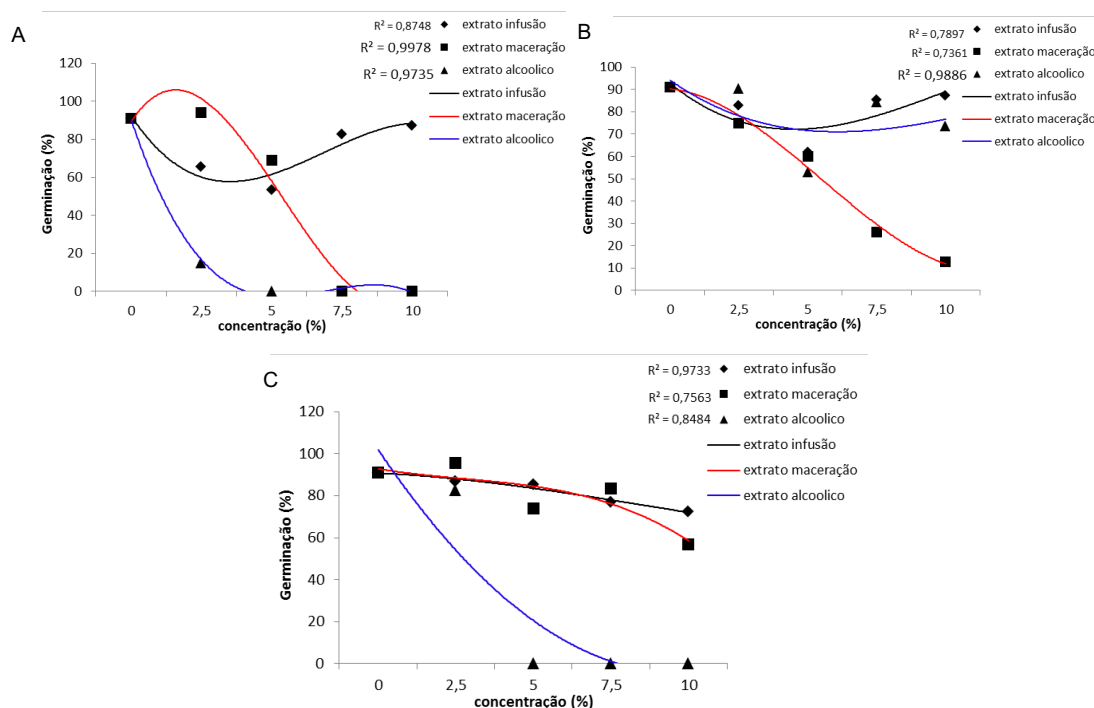 A
R² = 0,8748 extrato infusão
R² = 0,9978 extrato maceração
R² = 0,9735 extrato alcoolico
extrato infusão
extrato maceração
extrato alcoolico
Germinação (%)
120
100
80
60
40
20
0
0 2,5 5 7,5 10
concentração (%)
B
R² = 0,7897 extrato infusão
R² = 0,7361 extrato maceração
R² = 0,9886 extrato alcoolico
extrato infusão
extrato maceração
extrato alcoolico
Germinação (%)
100
90
80
70
60
50
40
30
20
10
0
0 2,5 5 7,5 10
concentração (%)
C
R² = 0,9733 extrato infusão
R² = 0,7563 extrato maceração
R² = 0,8484 extrato alcoolico
extrato infusão
extrato maceração
extrato alcoolico
Germinação (%)
120
100
80
60
40
20
0
0 2,5 5 7,5 10
concentração (%)